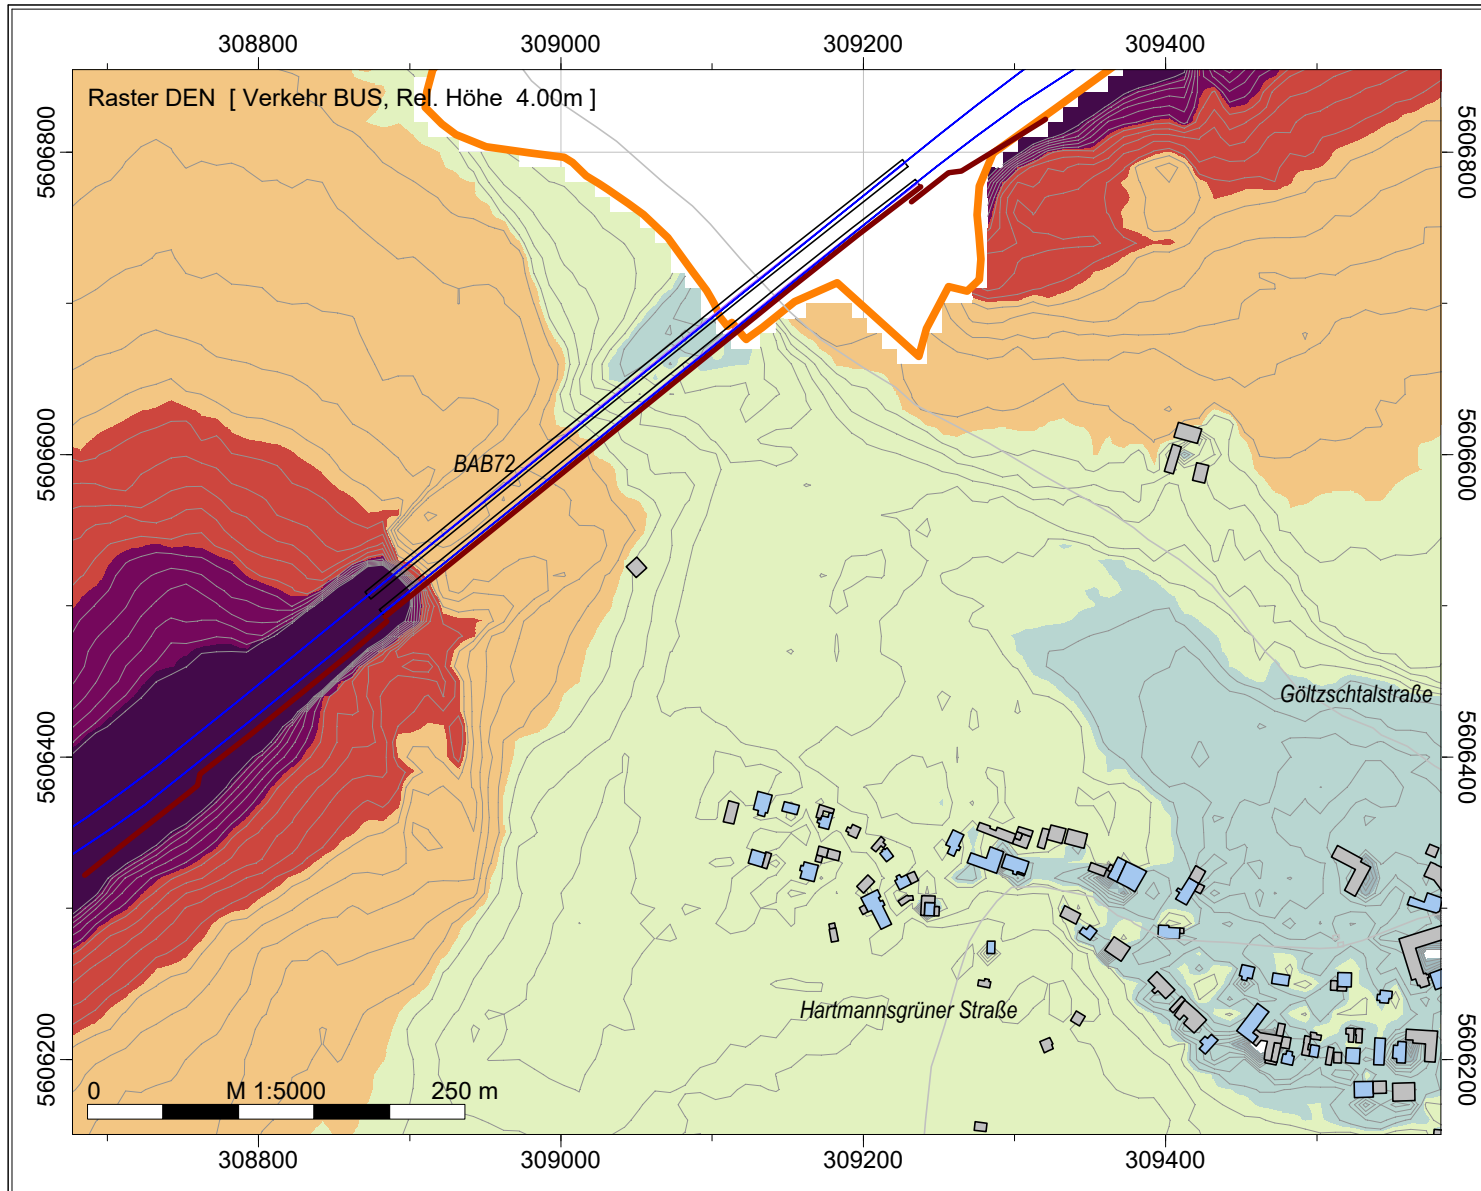 308800 309000 309200 309400
Raster DEN [ Verkehr BUS, Rel. Höhe 4.00m ]
5606800 5606800
BAB72
5606600 5606600
Göltzschtalstraße
5606400 5606400
Hartmannsgrüner Straße
5606200 5606200
0 M 1:5000 250 m
308800 309000 309200 309400